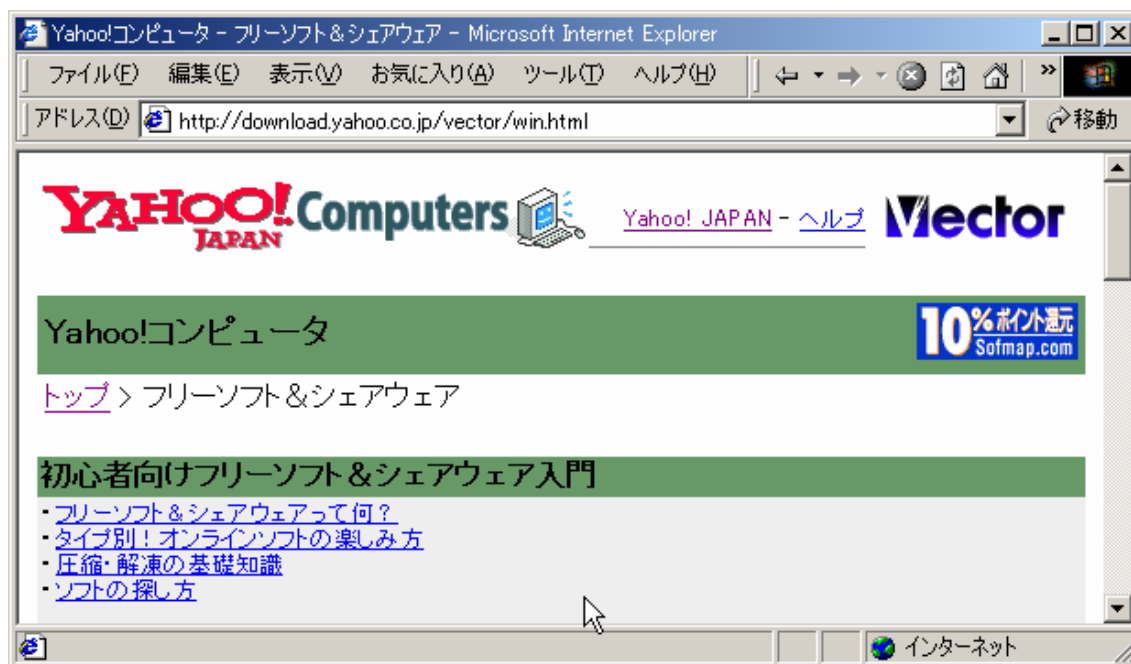 Yahoo!コンピュータ - フリーソフト&シェアウェア - Microsoft Internet Explorer
ファイル(F) 編集(E) 表示(V) お気に入り(A) ツール(T) ヘルプ(H) »
アドレス(D) http://download.yahoo.co.jp/vector/win.html 移動
YAHOO! JAPAN Computers Yahoo! JAPAN - ヘルプ Vector
Yahoo!コンピュータ 10%ポイント還元 Sofmap.com
トップ > フリーソフト&シェアウェア
初心者向けフリーソフト&シェアウェア入門
・フリーソフト&シェアウェアって何?
・タイプ別!オンラインソフトの楽しみ方
・圧縮・解凍の基礎知識
・ソフトの探し方
インターネット